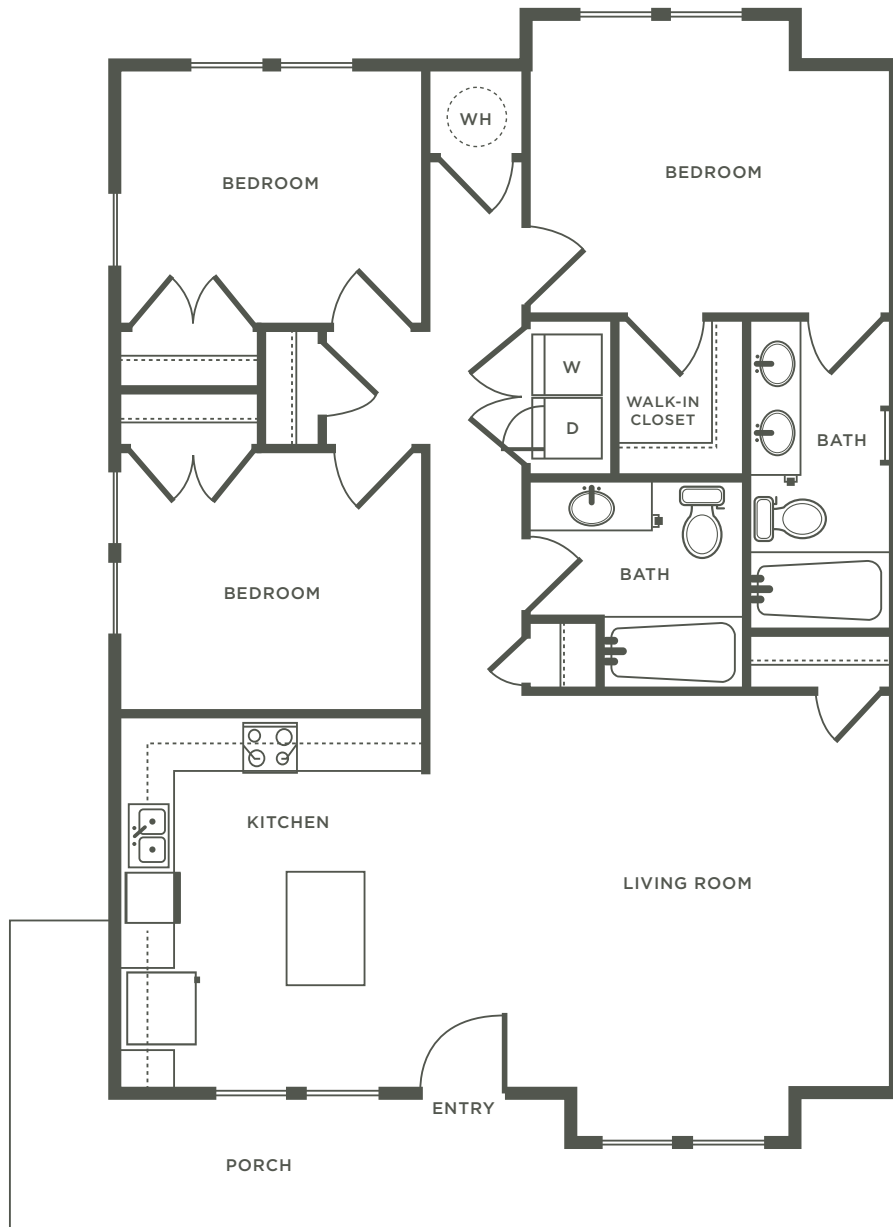 WH
BEDROOM
BEDROOM
W
WALK-IN
CLOSET
D
BATH
BATH
BEDROOM
KITCHEN
LIVING ROOM
ENTRY
PORCH